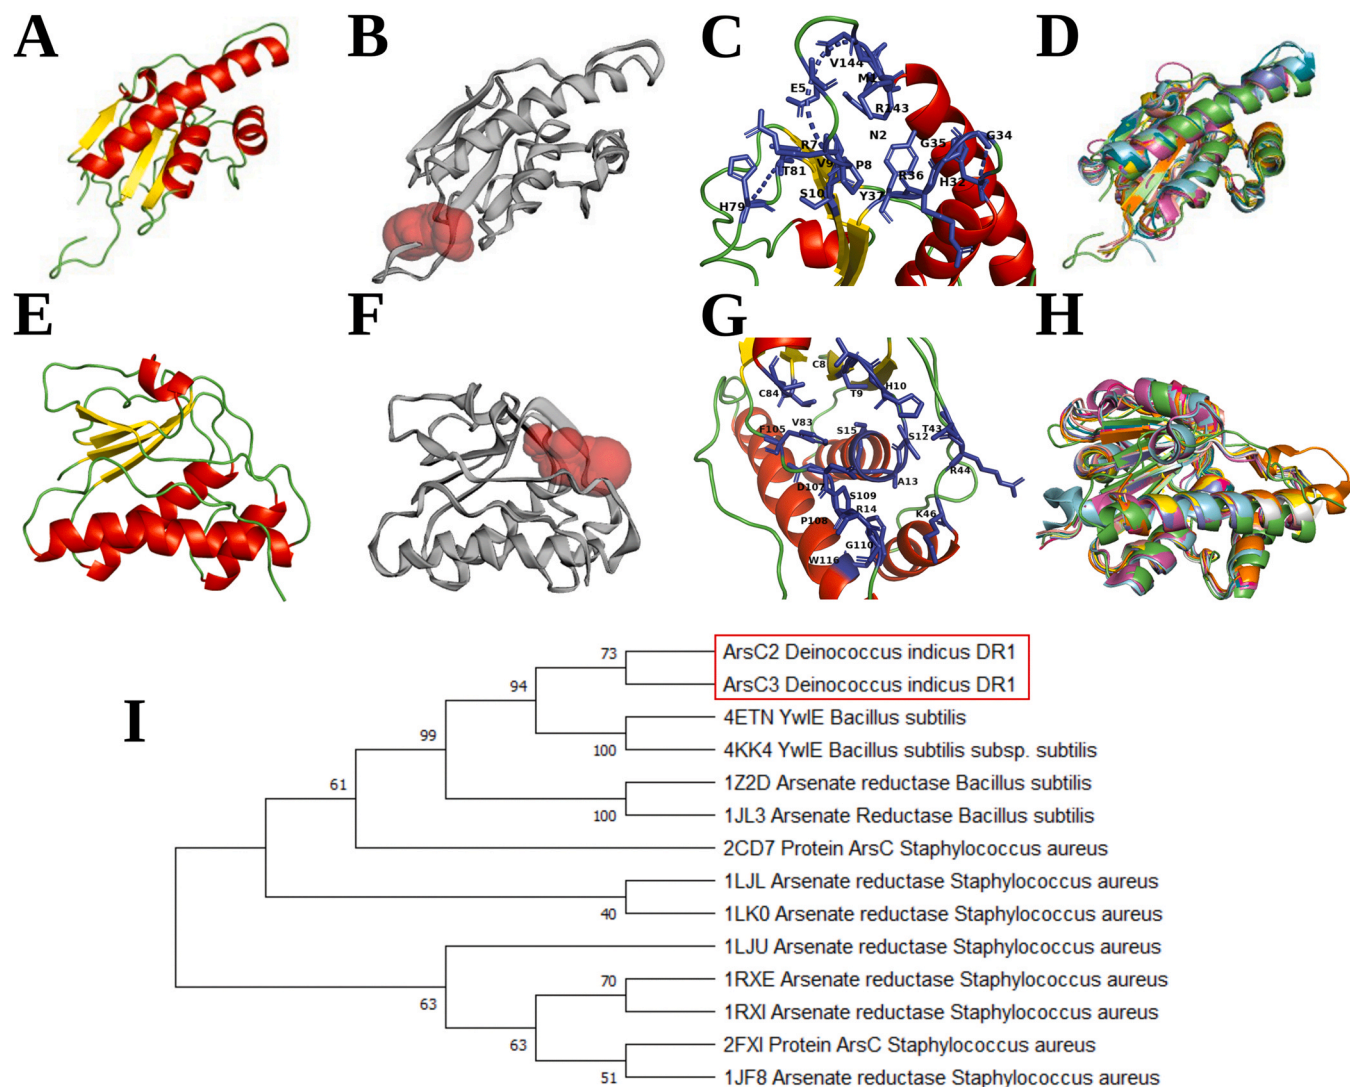 A
B
C
D
V144
M1
E5
R143
N2
G34
G35
R7
V9
P8
T81
R36
H32
S10
Y37
H79
E
F
G
H
C8
C84
T9
H10
F105
V83
S15
S12
T43
R44
D107
A13
S109
P108
R14
K46
G110
W116
I
73
ArsC2 Deinococcus indicus DR1
ArsC3 Deinococcus indicus DR1
94
4ETN YwlE Bacillus subtilis
99
100
4KK4 YwlE Bacillus subtilis subsp. subtilis
61
1Z2D Arsenate reductase Bacillus subtilis
100
1JL3 Arsenate Reductase Bacillus subtilis
2CD7 Protein ArsC Staphylococcus aureus
1LJL Arsenate reductase Staphylococcus aureus
40
1LK0 Arsenate reductase Staphylococcus aureus
1LJU Arsenate reductase Staphylococcus aureus
63
70
1RXE Arsenate reductase Staphylococcus aureus
1RXI Arsenate reductase Staphylococcus aureus
63
2FXI Protein ArsC Staphylococcus aureus
51
1JF8 Arsenate reductase Staphylococcus aureus